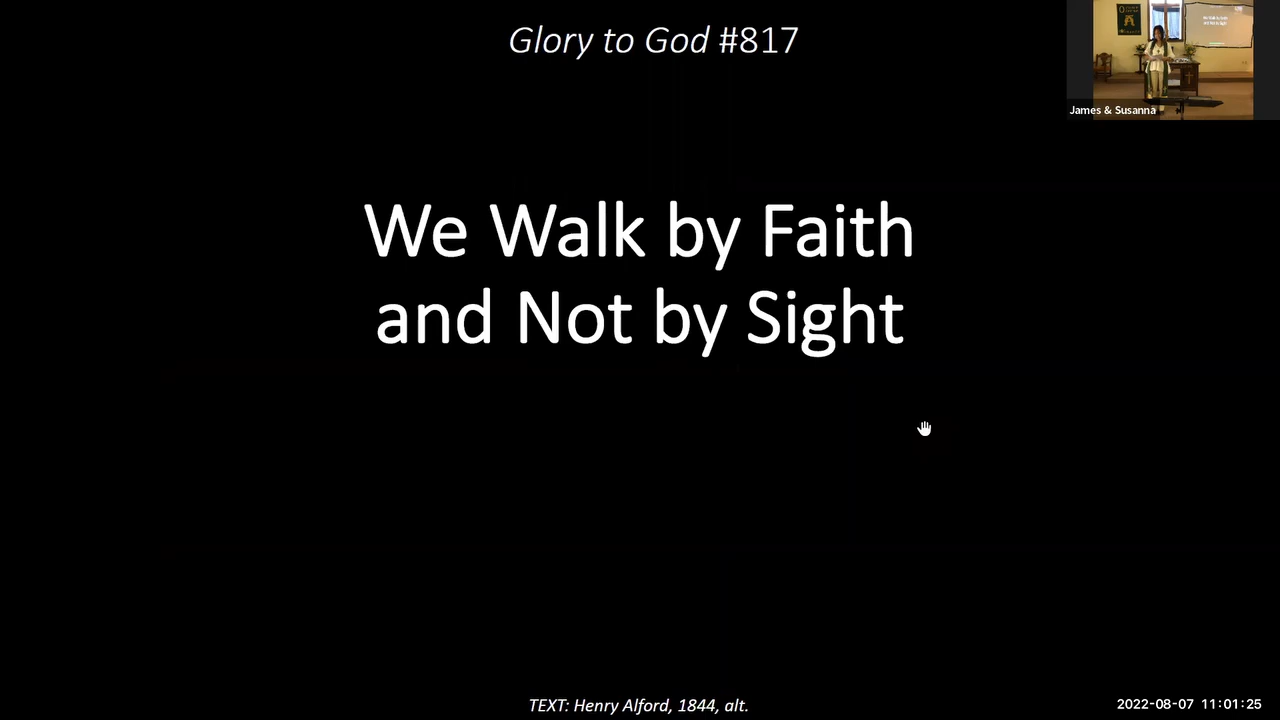 Glory to God #817
James & Susanna
We Walk by Faith
and Not by Sight
TEXT: Henry Alford, 1844, alt.
2022-08-07 11:01:25